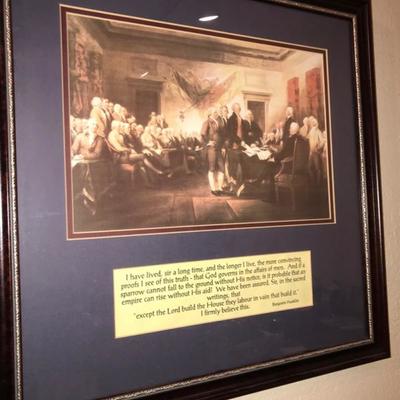 I have lived, sir a long time, and the longer I live, the more convincing
proofs I see of this truth - that God governs in the affairs of men. And if a
sparrow cannot fall to the ground without His notice, is it probable that an
empire can rise without His aid? We have been assured, Sir, in the sacred
writings, that
"except the Lord build the House they labour in vain that build it."
I firmly believe this. Benjamin Franklin